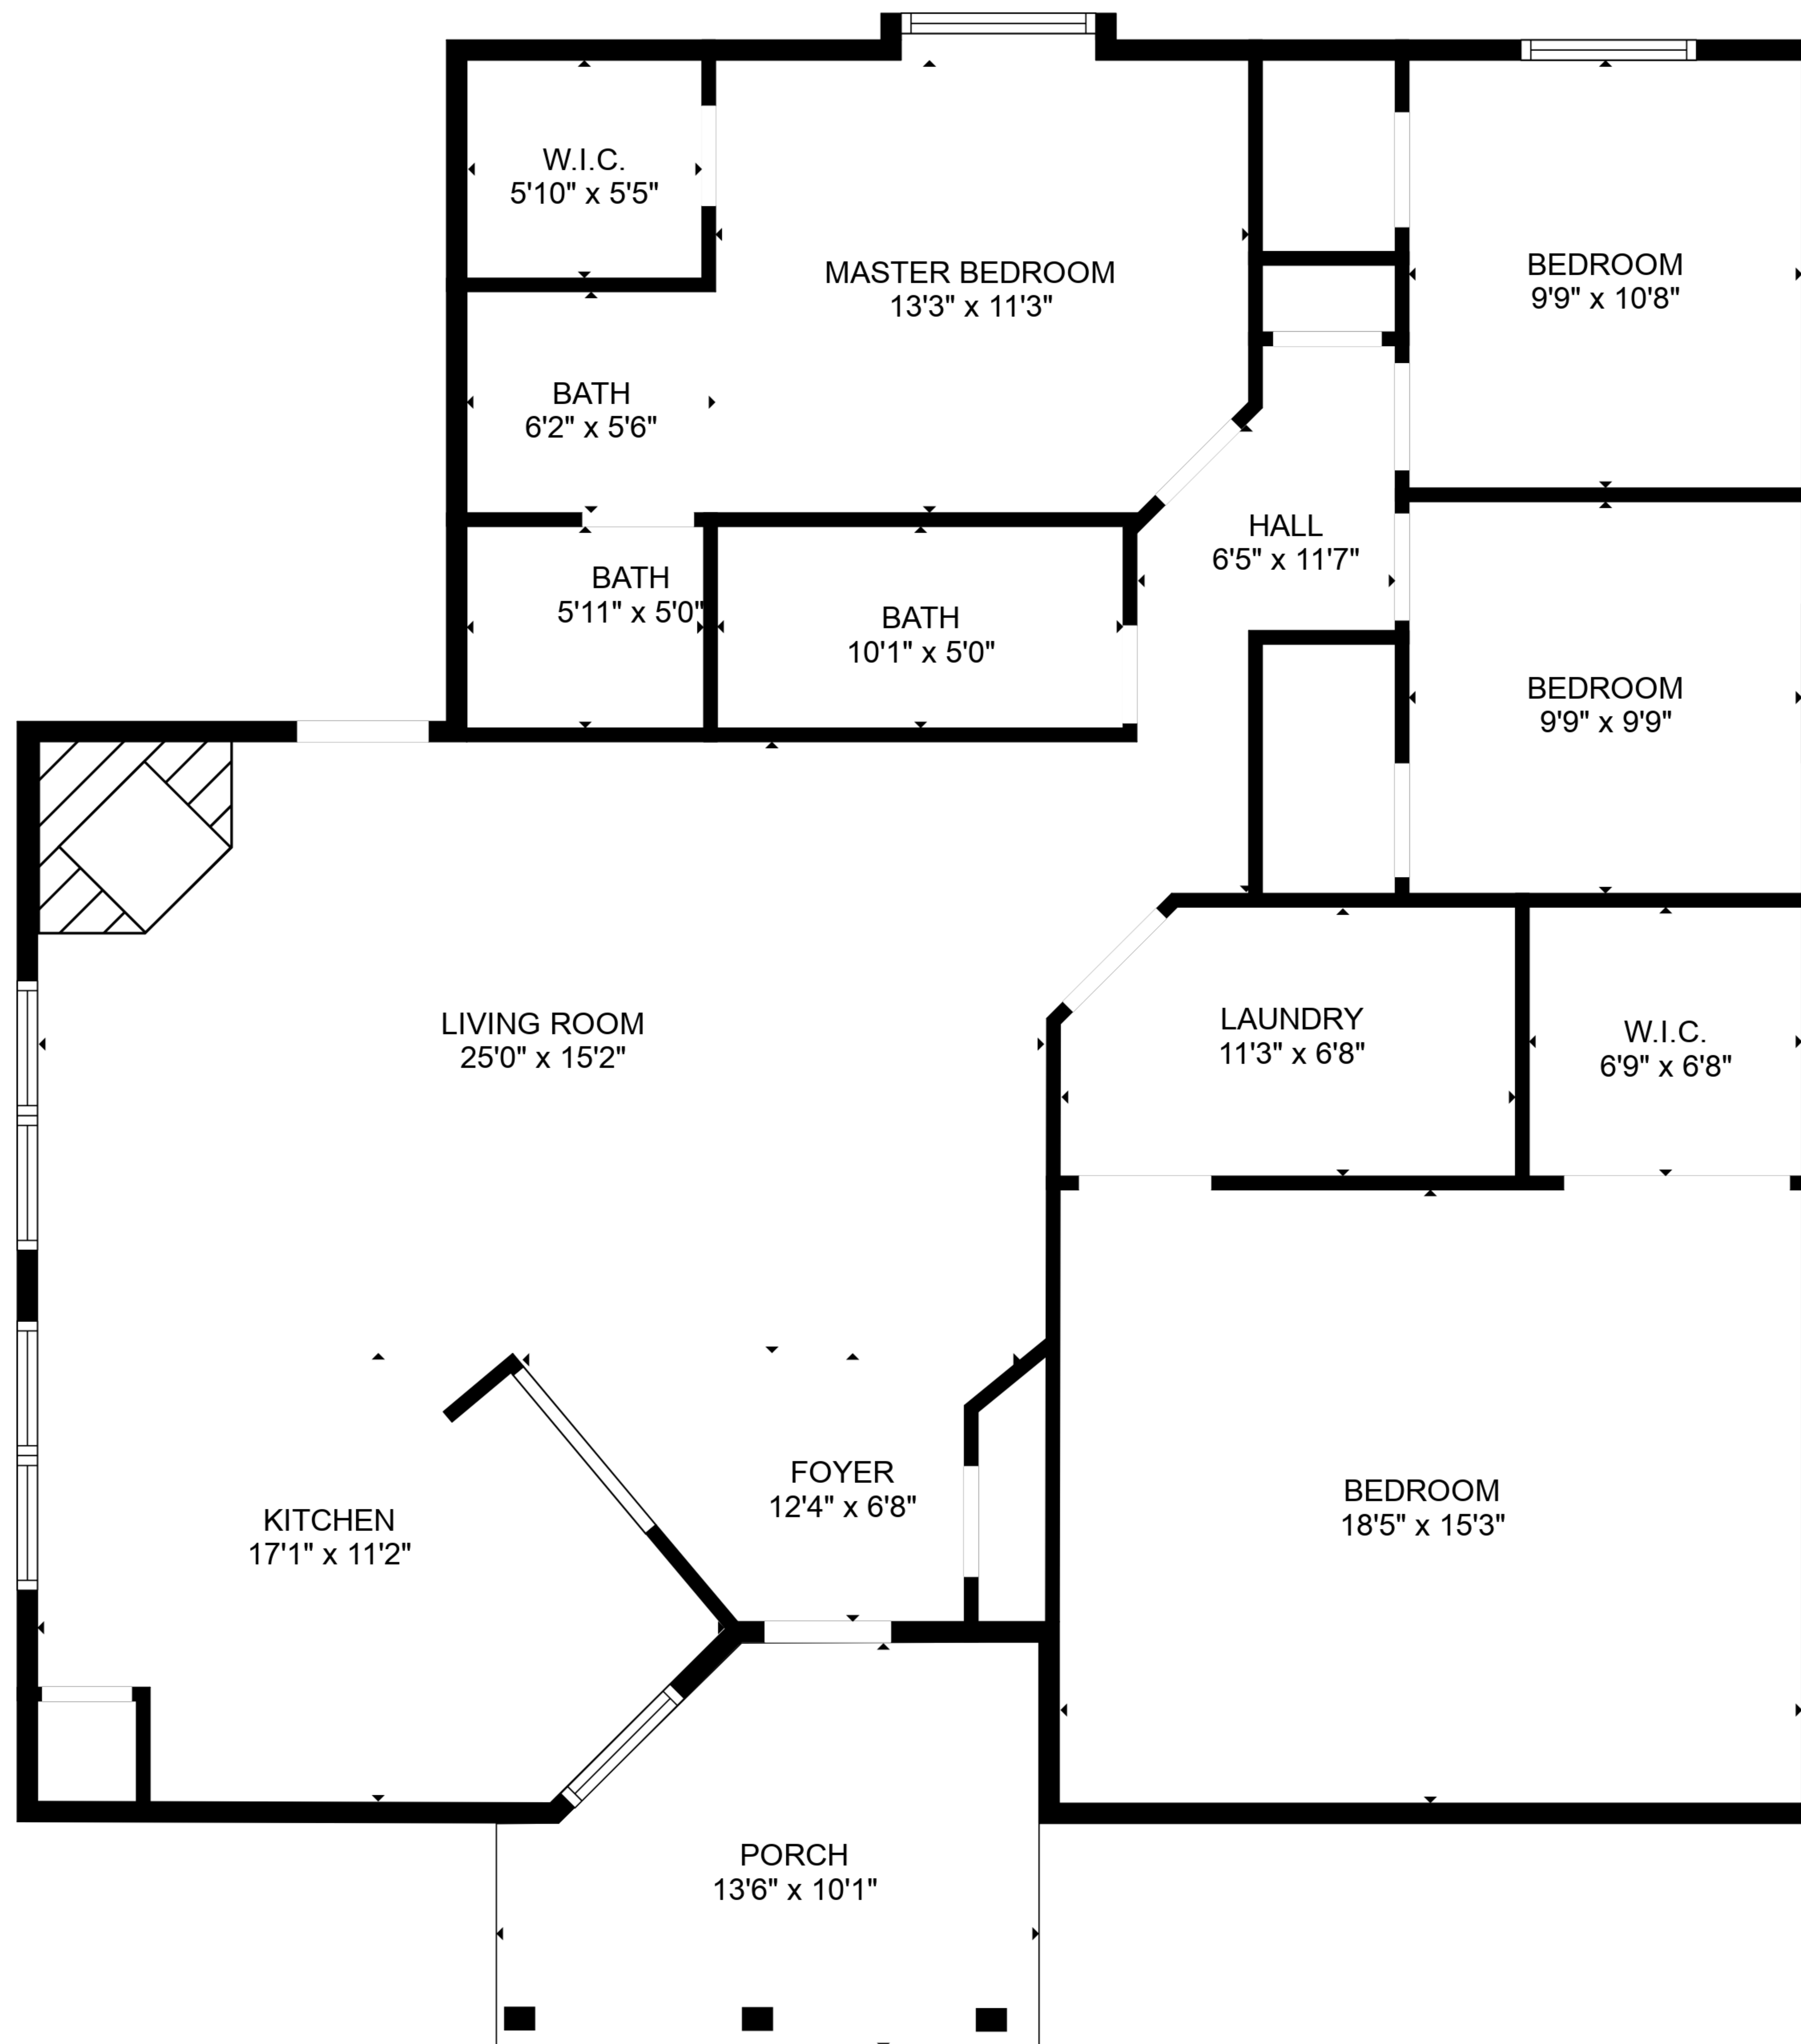 W.I.C.
5'10" x 5'5"
MASTER BEDROOM
13'3" x 11'3"
BEDROOM
9'9" x 10'8"
BATH
6'2" x 5'6"
HALL
6'5" x 11'7"
BATH
5'11" x 5'0"
BATH
10'1" x 5'0"
BEDROOM
9'9" x 9'9"
LIVING ROOM
25'0" x 15'2"
LAUNDRY
11'3" x 6'8"
W.I.C.
6'9" x 6'8"
FOYER
12'4" x 6'8"
BEDROOM
18'5" x 15'3"
KITCHEN
17'1" x 11'2"
PORCH
13'6" x 10'1"